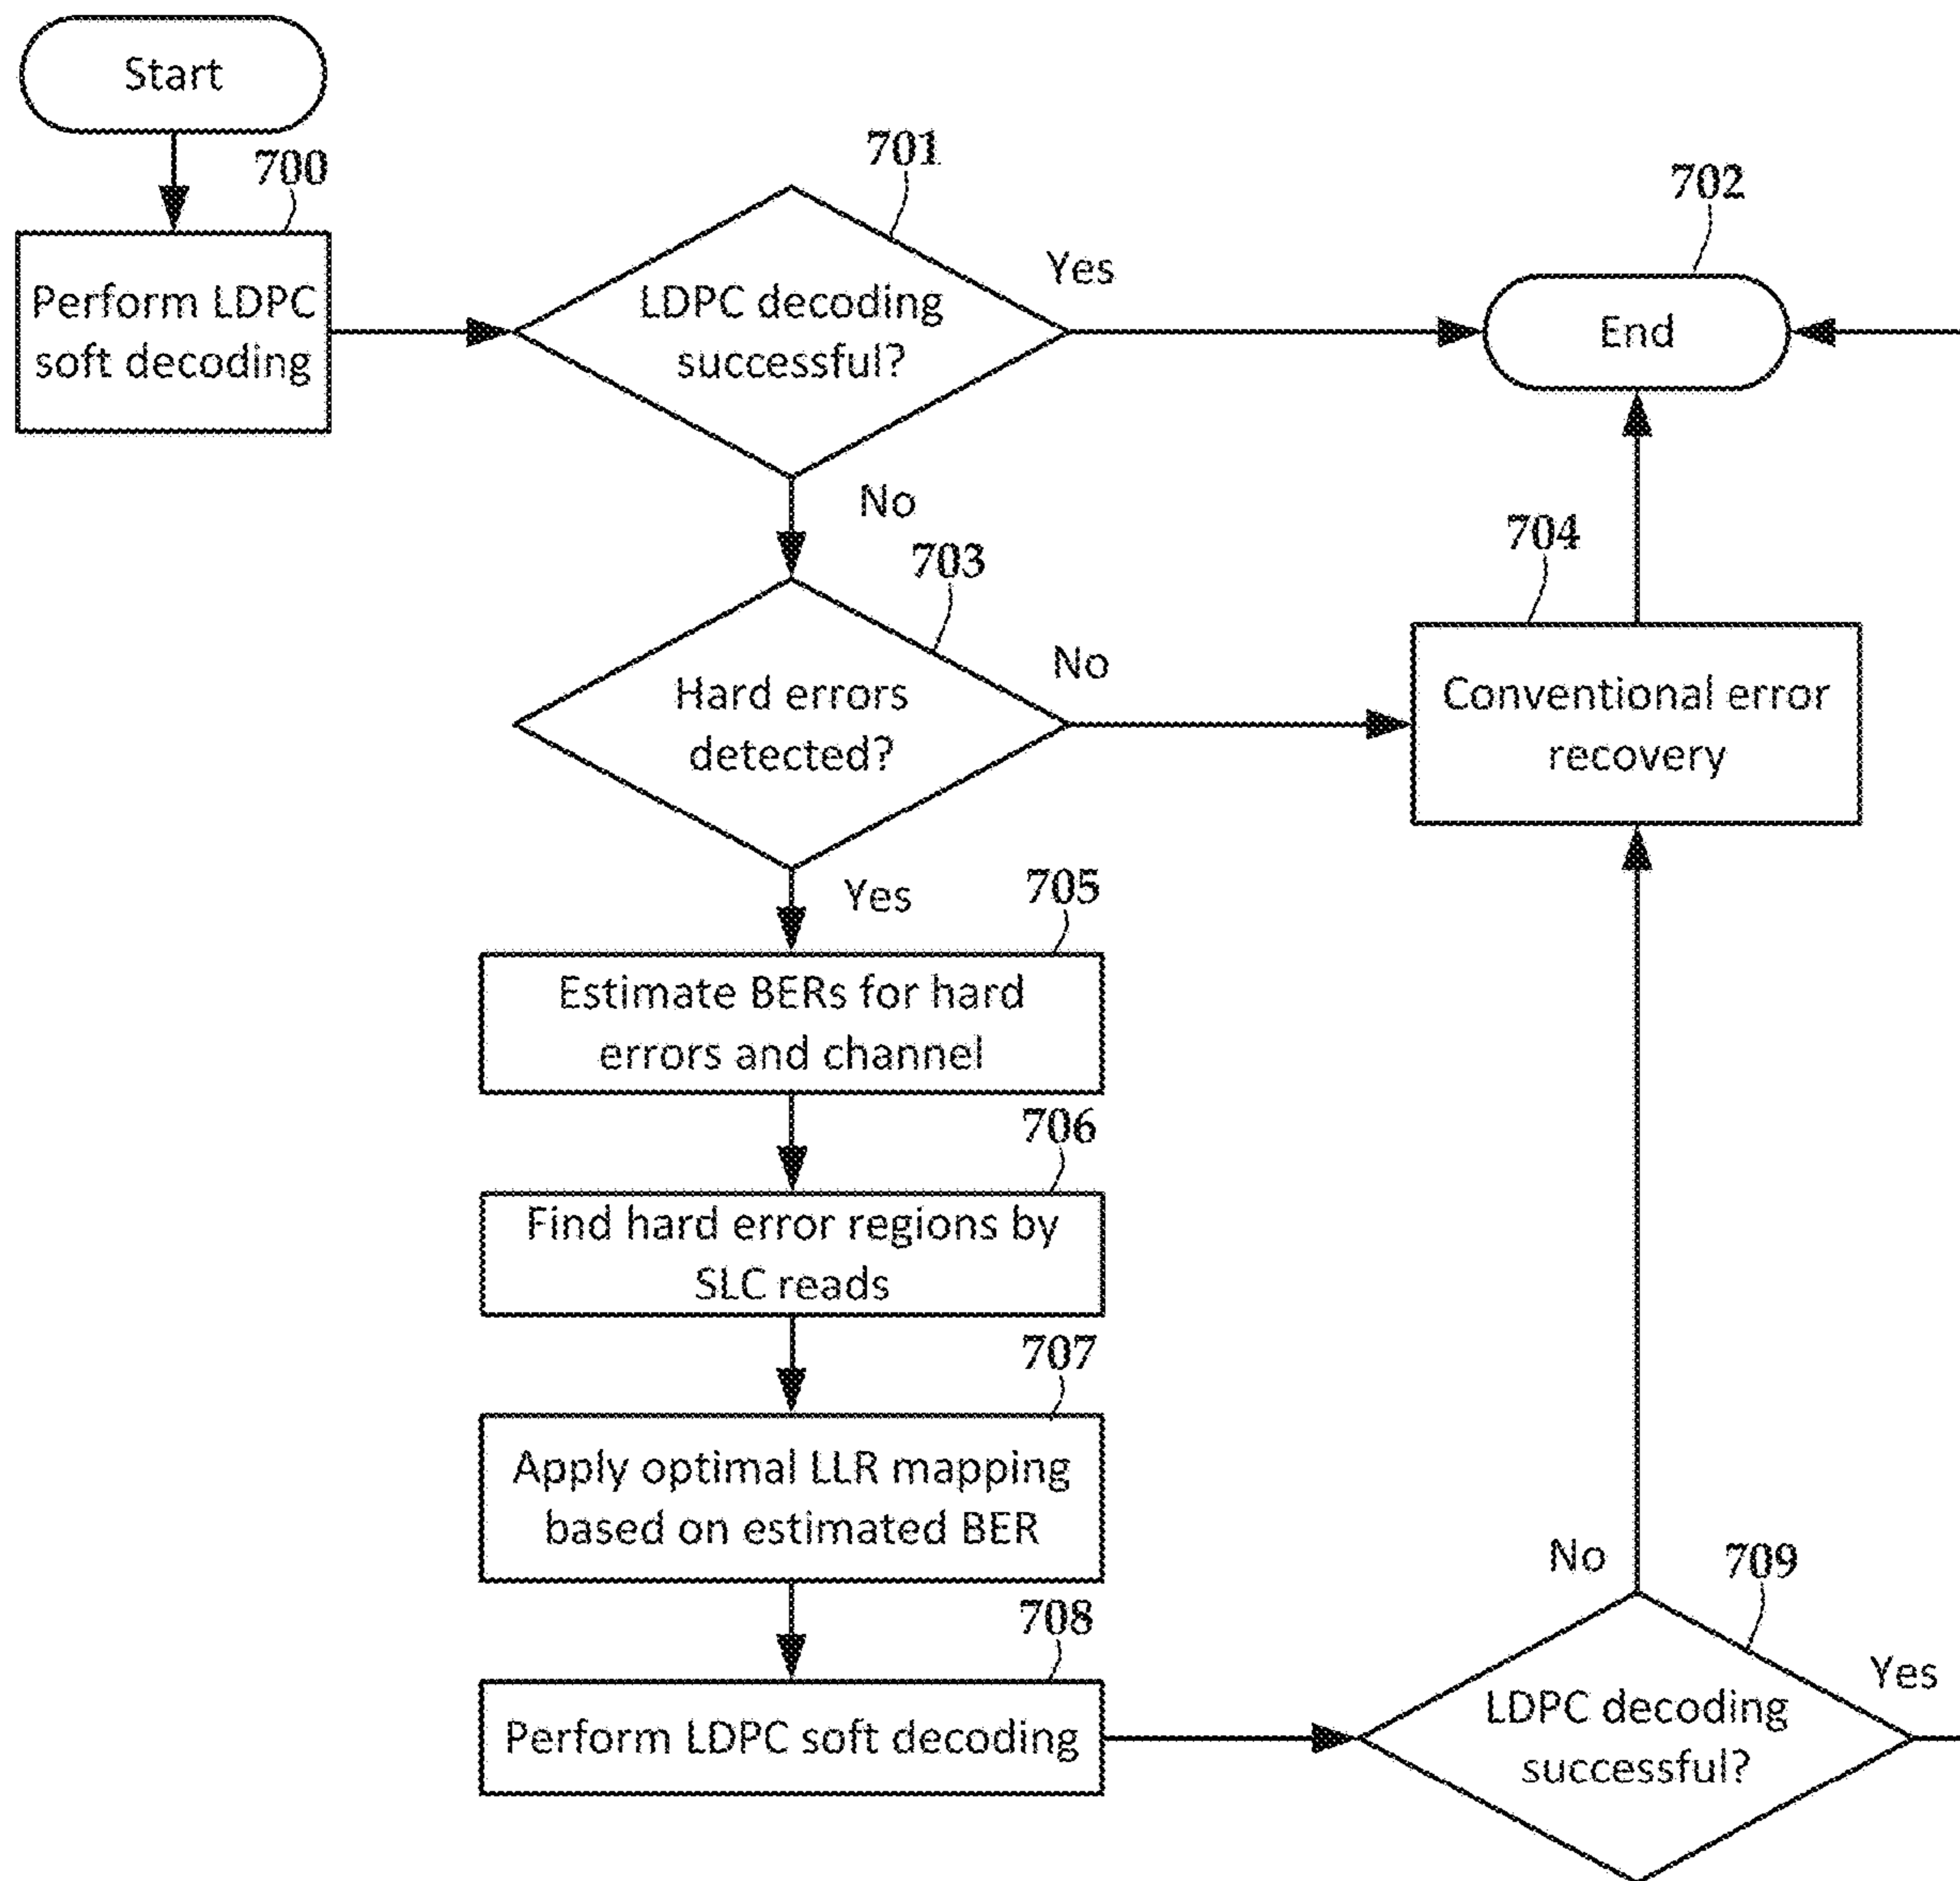 Start
700
Perform LDPC
soft decoding
701
LDPC decoding
successful?
Yes
702
End
No
703
Hard errors
detected?
No
704
Conventional error
recovery
Yes
705
Estimate BERs for hard
errors and channel
706
Find hard error regions by
SLC reads
707
Apply optimal LLR mapping
based on estimated BER
708
Perform LDPC soft decoding
No
709
LDPC decoding
successful?
Yes